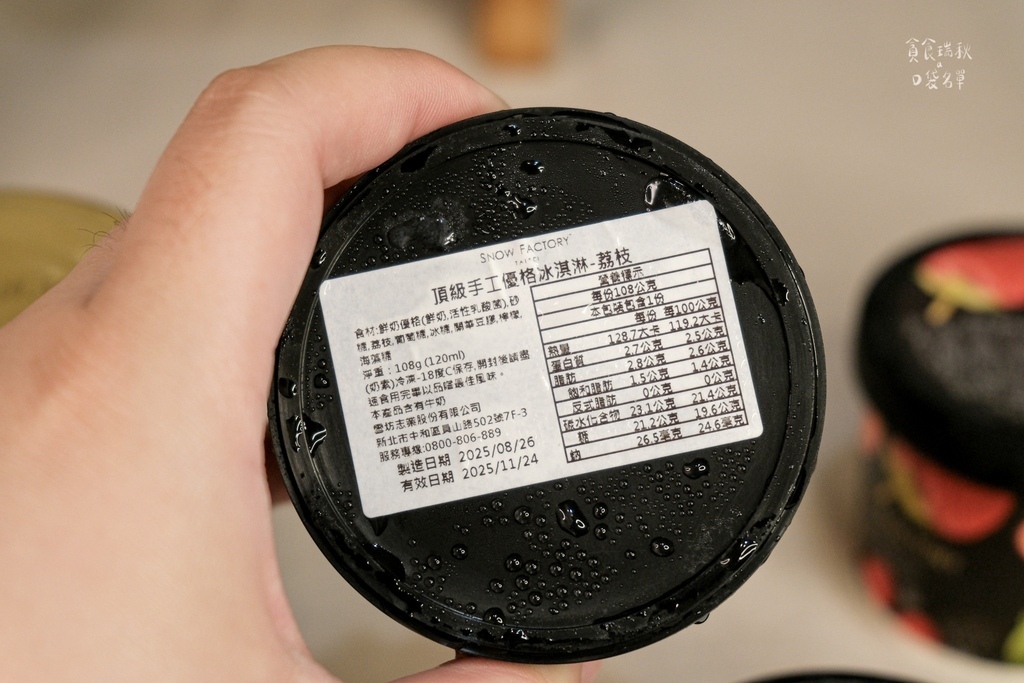 貪食瑞秋
a
口袋名單
SNOW FACTORY
TAIPEI
頂級手工優格冰淇淋-荔枝
食材:鮮奶優格(鮮奶,活性乳酸菌),砂
糖,荔枝,葡萄糖,冰糖,關華豆膠,檸檬,
海藻糖
淨重:108g (120ml)
(奶素)冷凍-18度C保存,開封後請盡
速食用完畢以品嚐最佳風味。
本產品含有牛奶
雪坊志業股份有限公司
新北市中和區員山路502號7F-3
服務專線:0800-806-889
製造日期 2025/08/26
有效日期 2025/11/24
營養標示
每份108公克
本包裝包含1份
每份 每100公克
熱量 128.7大卡 119.2大卡
蛋白質 2.7公克 2.5公克
脂肪 2.8公克 2.6公克
飽和脂肪 1.5公克 1.4公克
反式脂肪 0公克 0公克
碳水化合物 23.1公克 21.4公克
糖 21.2公克 19.6公克
鈉 26.5毫克 24.6毫克